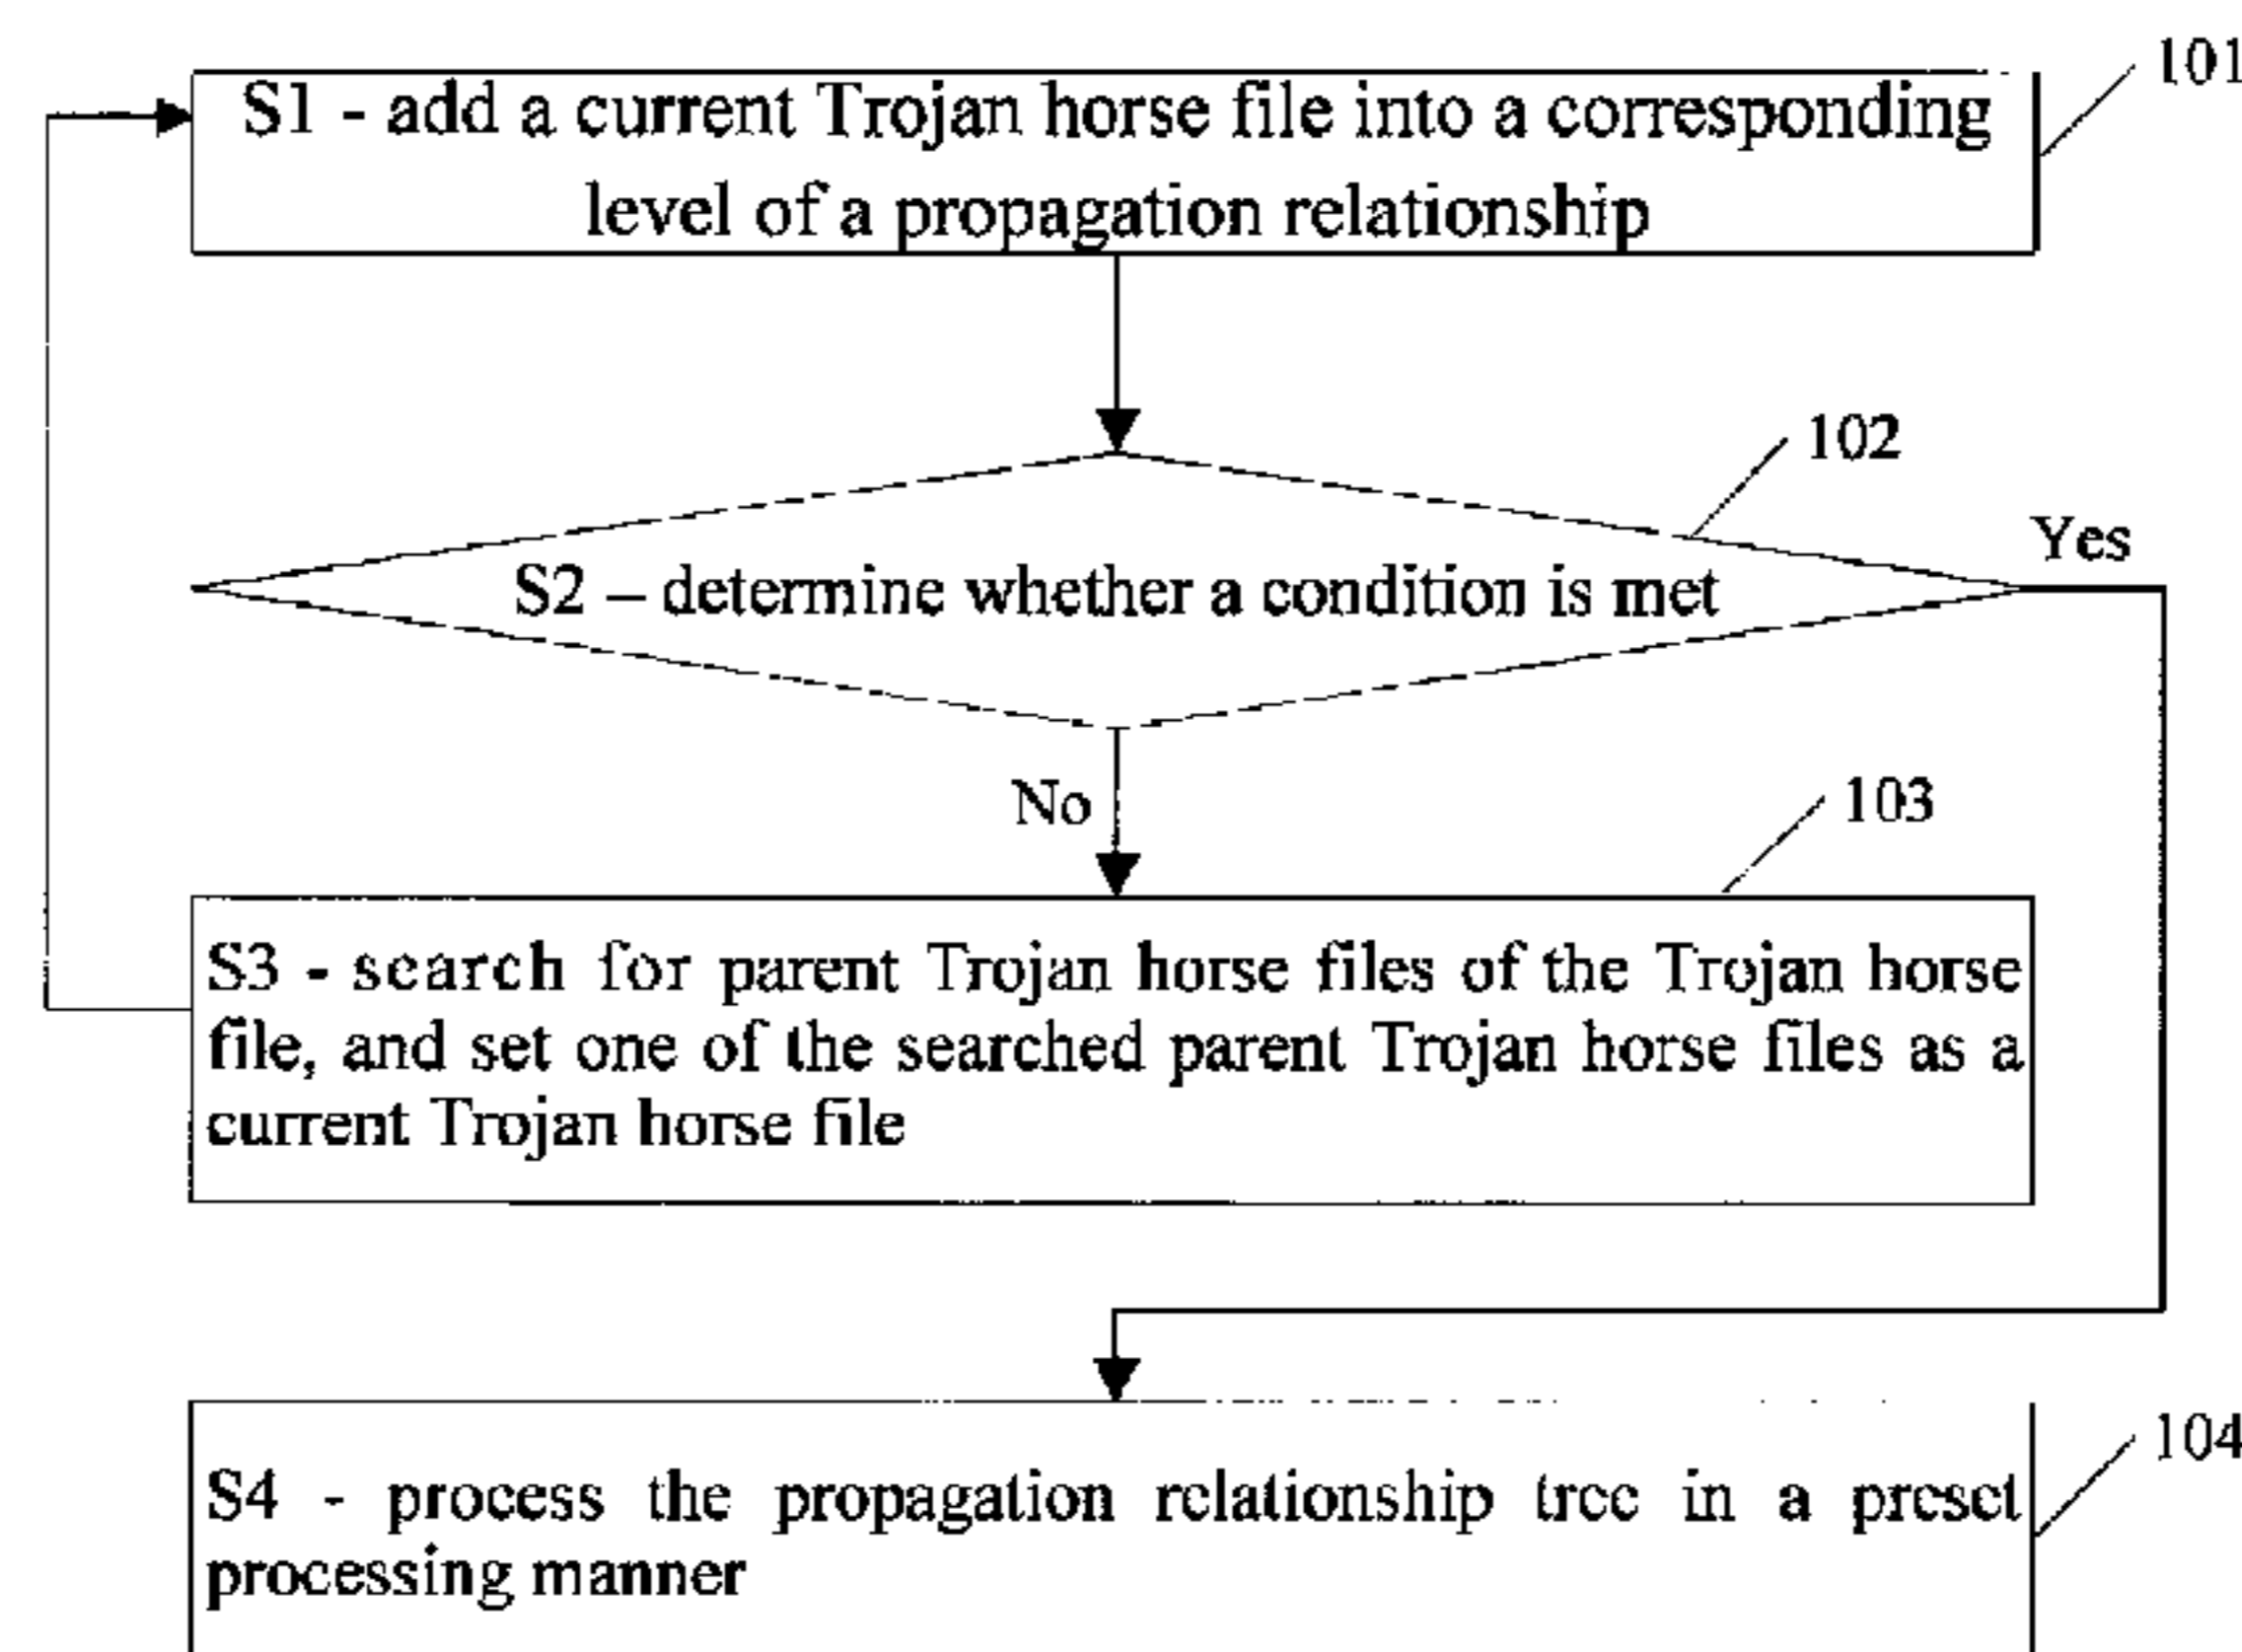 101
S1 - add a current Trojan horse file into a corresponding
level of a propagation relationship
102
Yes
S2 – determine whether a condition is met
No
103
S3 - search for parent Trojan horse files of the Trojan horse
file, and set one of the searched parent Trojan horse files as a
current Trojan horse file
104
S4 - process the propagation relationship tree in a preset
processing manner